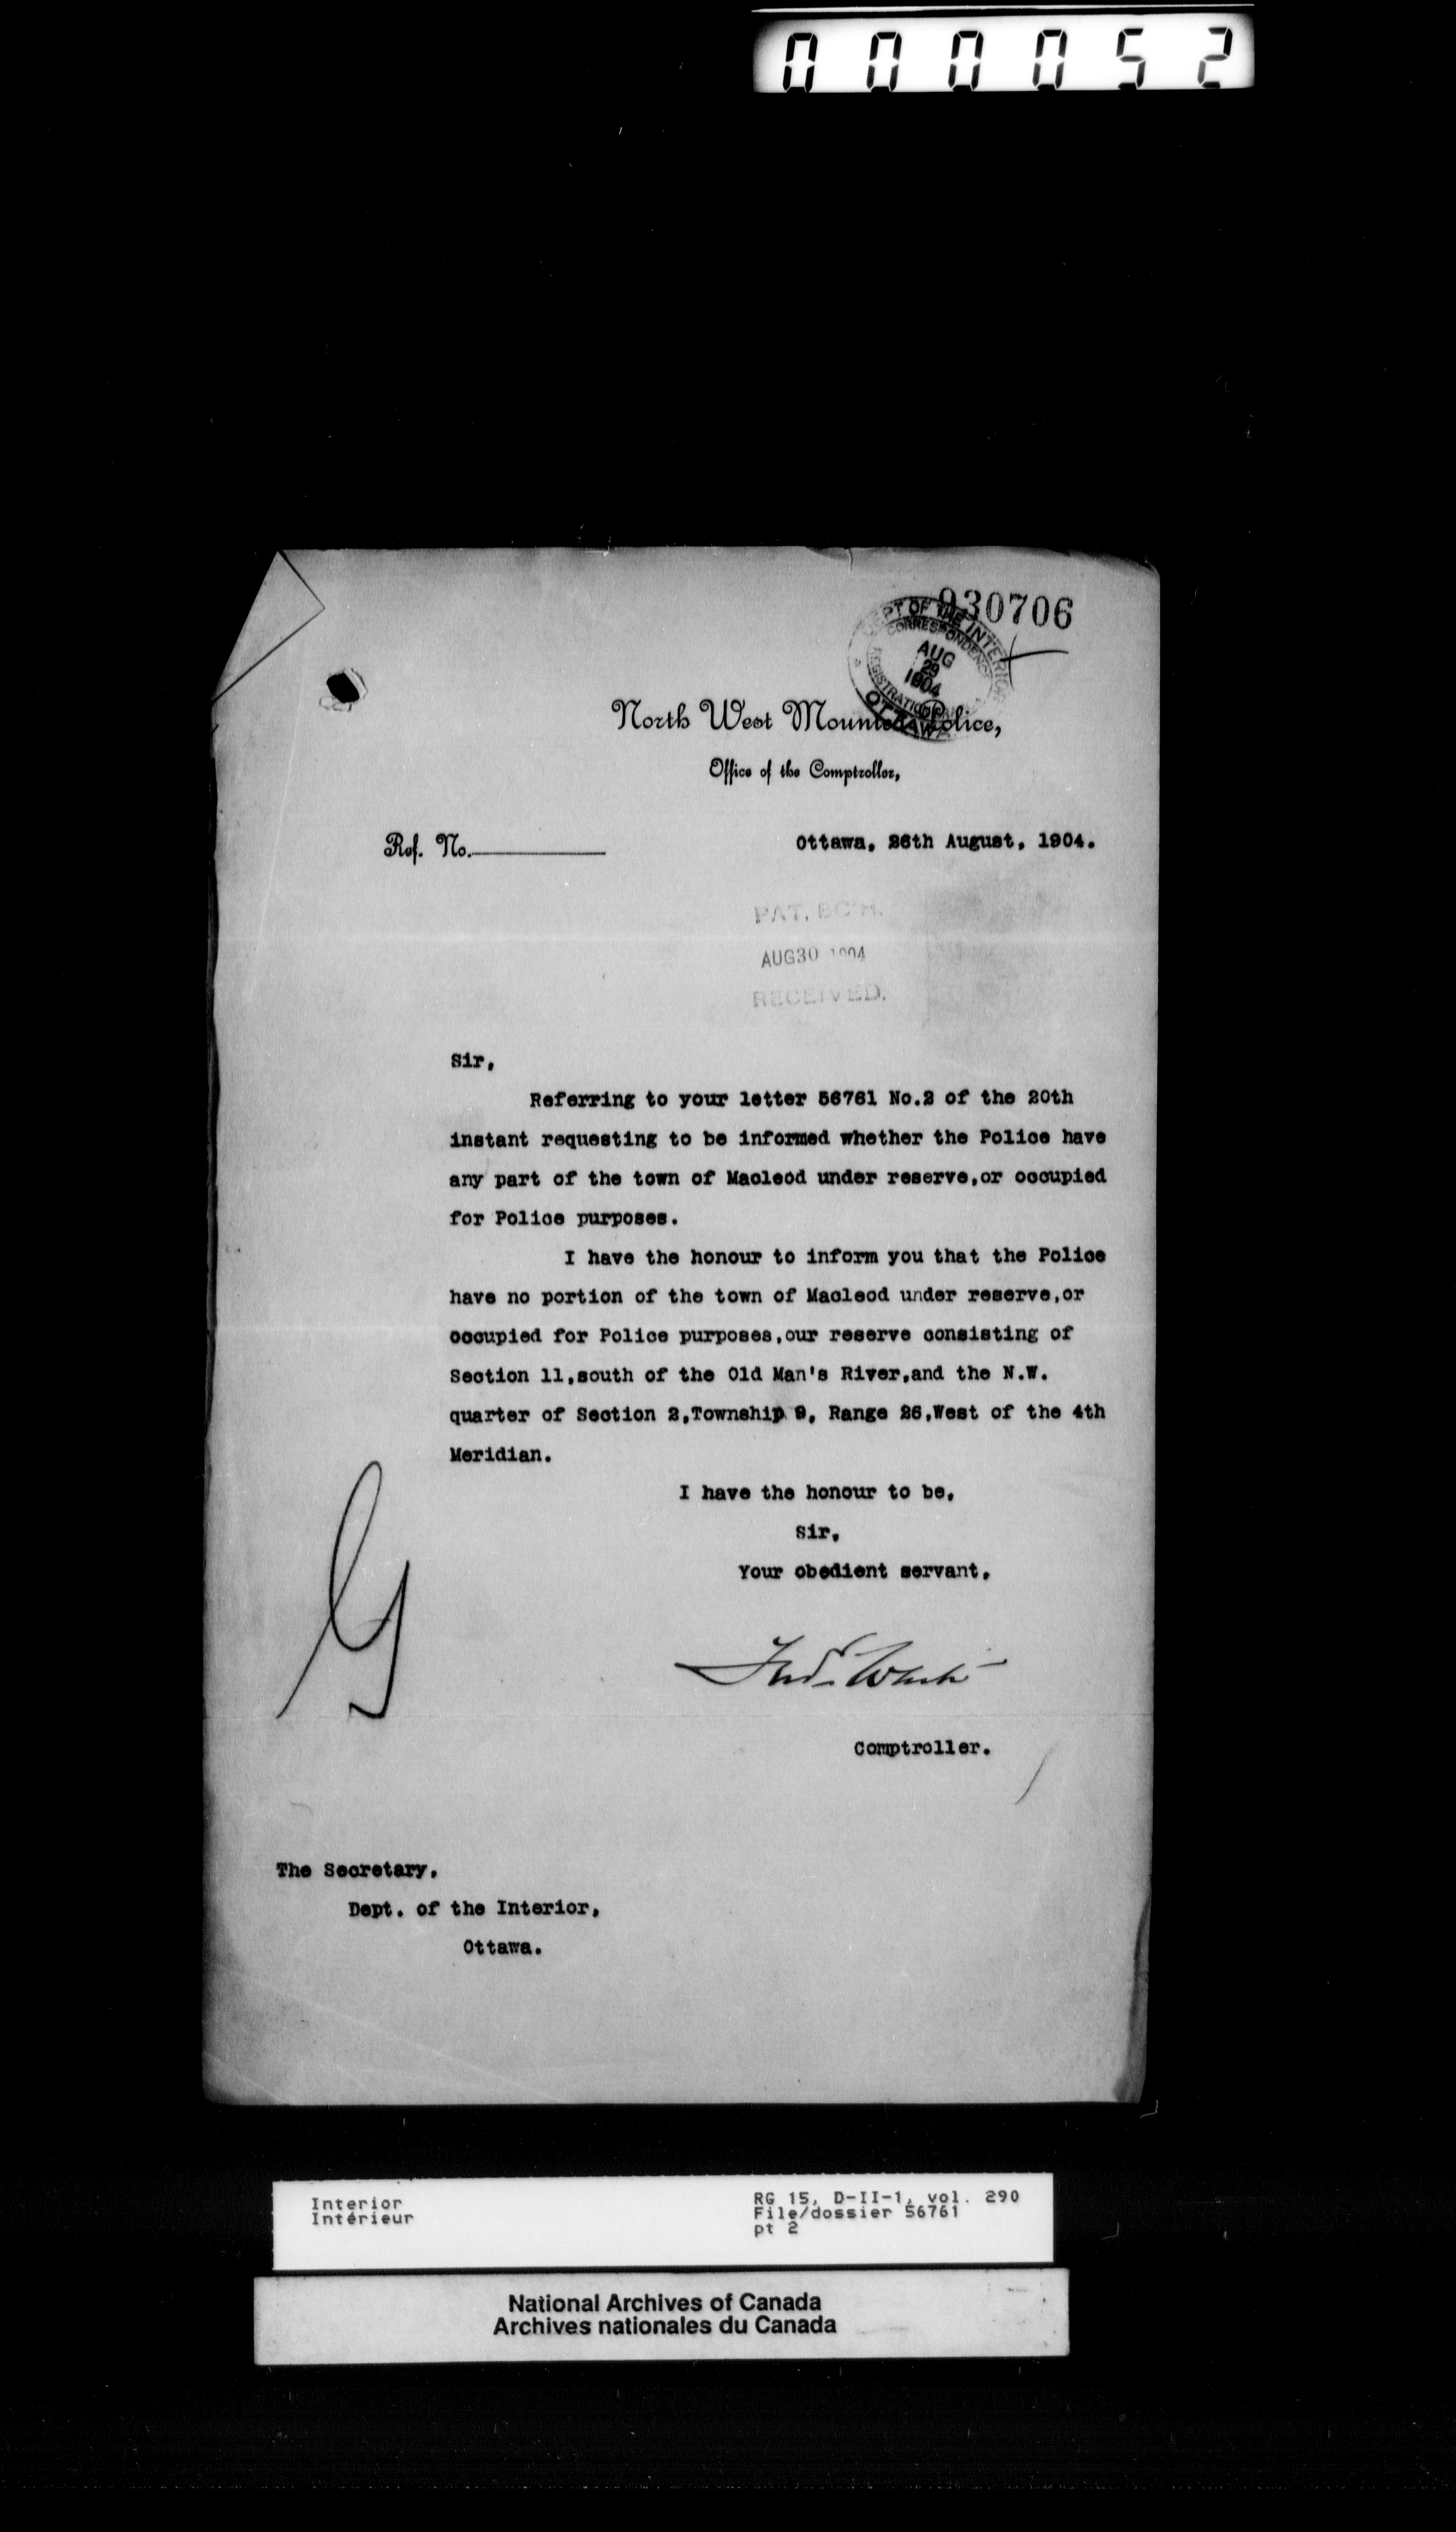 000052
930706
DEPT OF THE INTERIOR
CORRESPONDENCE
AUG
29
1904
REGISTRATION
OTTAWA
North West Mounted Police,
Office of the Comptroller,
Ref. No.
Ottawa, 26th August, 1904.
PAT. BCH.
AUG 30 1904
RECEIVED.
Sir,
Referring to your letter 56761 No.2 of the 20th
instant requesting to be informed whether the Police have
any part of the town of Macleod under reserve,or occupied
for Police purposes.
I have the honour to inform you that the Police
have no portion of the town of Macleod under reserve,or
occupied for Police purposes,our reserve consisting of
Section 11,south of the Old Man's River,and the N.W.
quarter of Section 2,Township 9, Range 26,West of the 4th
Meridian.
I have the honour to be,
Sir,
Your obedient servant,
Fred White
Comptroller.
The Secretary,
Dept. of the Interior,
Ottawa.
Interior
Intérieur
RG 15, D-II-1, vol. 290
File/dossier 56761
pt 2
National Archives of Canada
Archives nationales du Canada